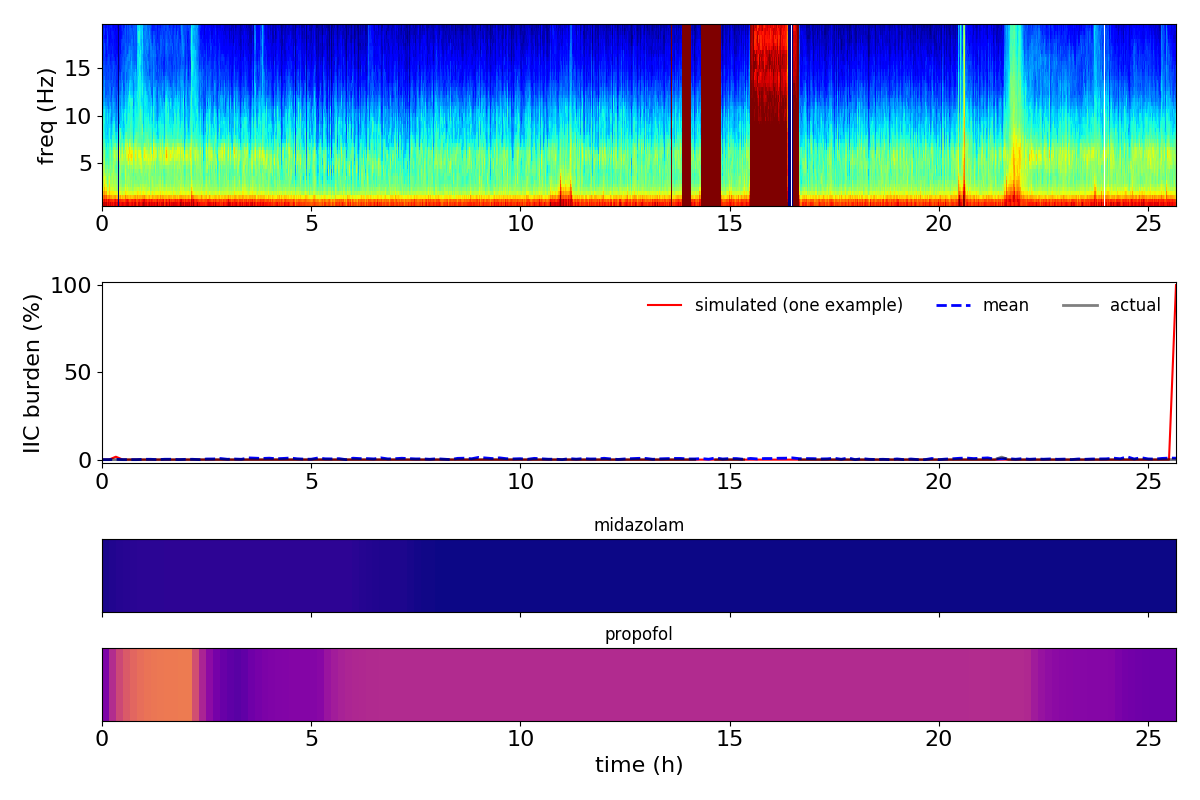 freq (Hz)
15
10
5
0 5 10 15 20 25
IIC burden (%)
100
50
0
simulated (one example) mean actual
0 5 10 15 20 25
midazolam
propofol
0 5 10 15 20 25
time (h)